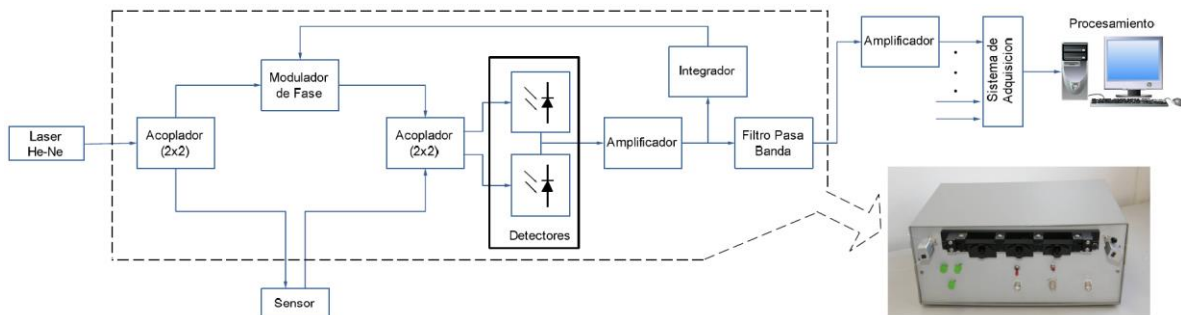 Laser
He-Ne
Acoplador
(2x2)
Modulador
de Fase
Acoplador
(2x2)
Detectores
Sensor
Amplificador
Integrador
Filtro Pasa
Banda
Amplificador
Sistema de
Adquisicion
Procesamiento